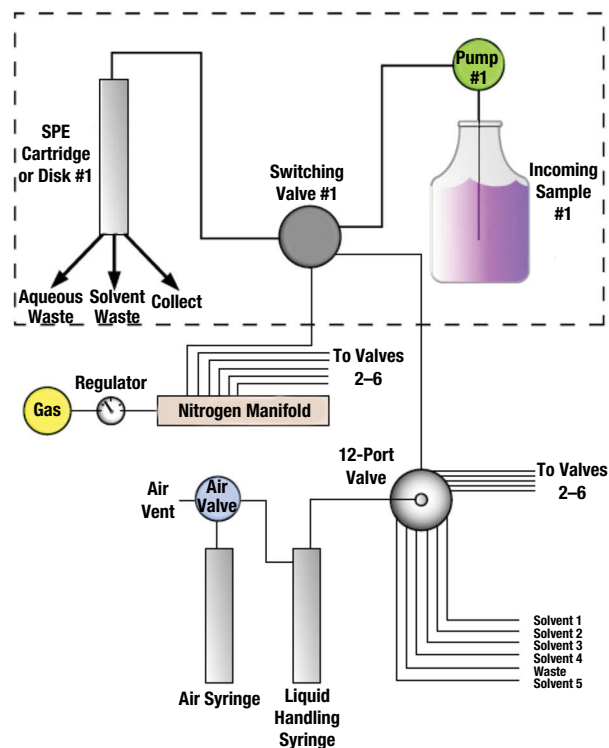 Pump
#1
SPE
Cartridge
or Disk #1
Switching
Valve #1
Incoming
Sample
#1
Aqueous
Waste
Solvent
Waste
Collect
To Valves
2–6
Regulator
Gas
Nitrogen Manifold
12-Port
Valve
To Valves
2–6
Air
Vent
Air
Valve
Solvent 1
Solvent 2
Solvent 3
Solvent 4
Waste
Solvent 5
Air Syringe
Liquid
Handling
Syringe